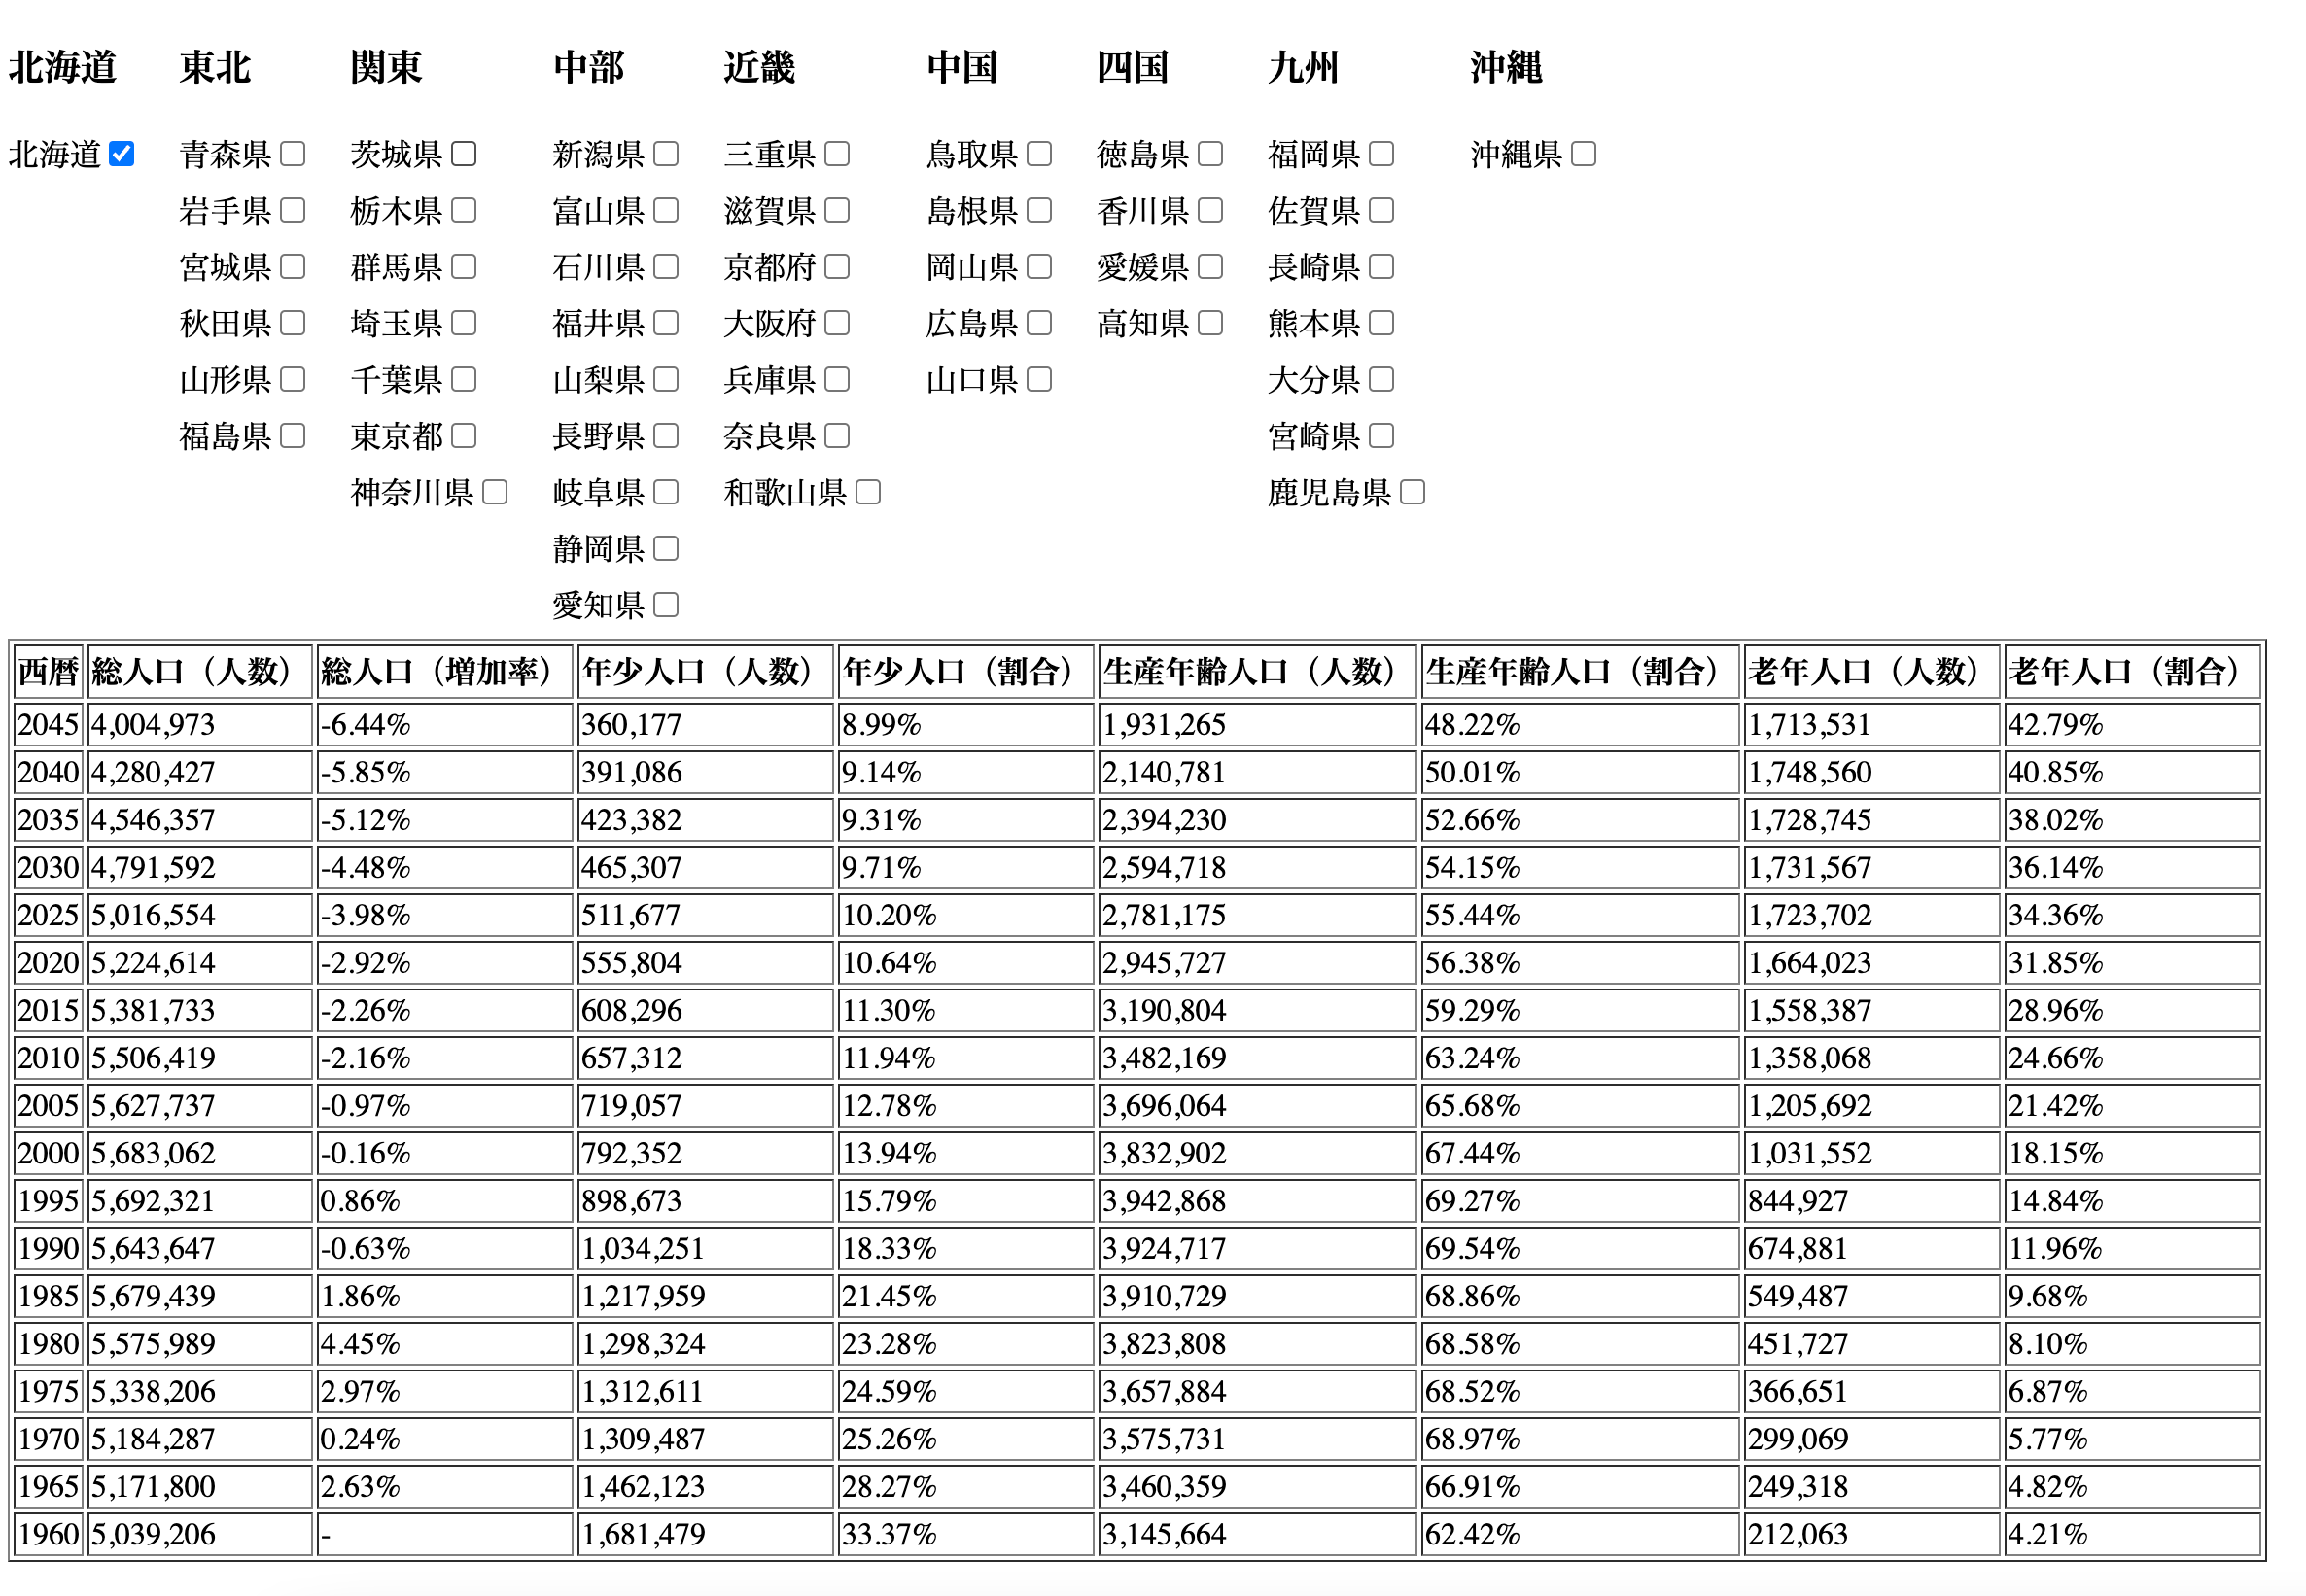 北海道 東北 関東 中部 近畿 中国 四国 九州 沖縄
北海道 青森県 茨城県 新潟県 三重県 鳥取県 徳島県 福岡県 沖縄県
岩手県 栃木県 富山県 滋賀県 島根県 香川県 佐賀県
宮城県 群馬県 石川県 京都府 岡山県 愛媛県 長崎県
秋田県 埼玉県 福井県 大阪府 広島県 高知県 熊本県
山形県 千葉県 山梨県 兵庫県 山口県 大分県
福島県 東京都 長野県 奈良県 宮崎県
神奈川県 岐阜県 和歌山県 鹿児島県
静岡県
愛知県
西暦 総人口（人数） 総人口（増加率） 年少人口（人数） 年少人口（割合） 生産年齢人口（人数） 生産年齢人口（割合） 老年人口（人数） 老年人口（割合）
2045 4,004,973 -6.44% 360,177 8.99% 1,931,265 48.22% 1,713,531 42.79%
2040 4,280,427 -5.85% 391,086 9.14% 2,140,781 50.01% 1,748,560 40.85%
2035 4,546,357 -5.12% 423,382 9.31% 2,394,230 52.66% 1,728,745 38.02%
2030 4,791,592 -4.48% 465,307 9.71% 2,594,718 54.15% 1,731,567 36.14%
2025 5,016,554 -3.98% 511,677 10.20% 2,781,175 55.44% 1,723,702 34.36%
2020 5,224,614 -2.92% 555,804 10.64% 2,945,727 56.38% 1,664,023 31.85%
2015 5,381,733 -2.26% 608,296 11.30% 3,190,804 59.29% 1,558,387 28.96%
2010 5,506,419 -2.16% 657,312 11.94% 3,482,169 63.24% 1,358,068 24.66%
2005 5,627,737 -0.97% 719,057 12.78% 3,696,064 65.68% 1,205,692 21.42%
2000 5,683,062 -0.16% 792,352 13.94% 3,832,902 67.44% 1,031,552 18.15%
1995 5,692,321 0.86% 898,673 15.79% 3,942,868 69.27% 844,927 14.84%
1990 5,643,647 -0.63% 1,034,251 18.33% 3,924,717 69.54% 674,881 11.96%
1985 5,679,439 1.86% 1,217,959 21.45% 3,910,729 68.86% 549,487 9.68%
1980 5,575,989 4.45% 1,298,324 23.28% 3,823,808 68.58% 451,727 8.10%
1975 5,338,206 2.97% 1,312,611 24.59% 3,657,884 68.52% 366,651 6.87%
1970 5,184,287 0.24% 1,309,487 25.26% 3,575,731 68.97% 299,069 5.77%
1965 5,171,800 2.63% 1,462,123 28.27% 3,460,359 66.91% 249,318 4.82%
1960 5,039,206 - 1,681,479 33.37% 3,145,664 62.42% 212,063 4.21%